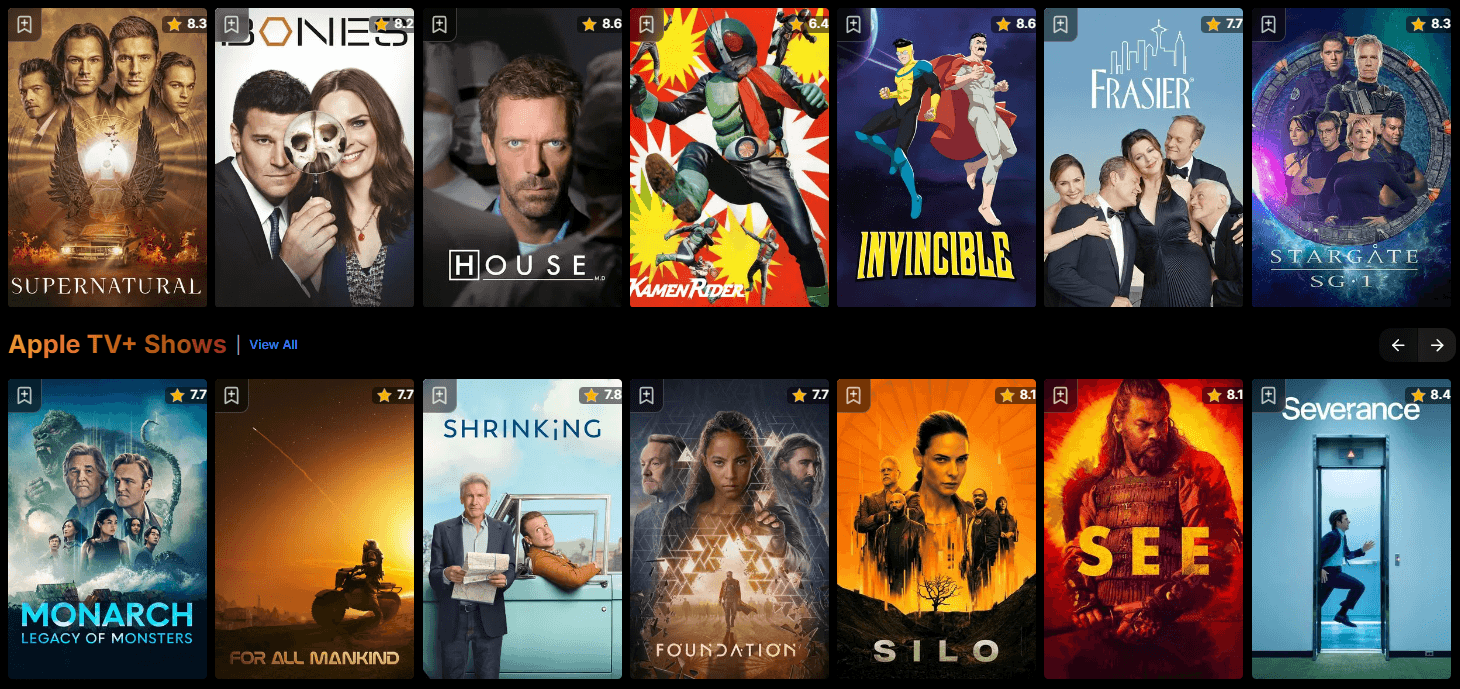 8.3
SUPERNATURAL
8.2
BONES
8.6
HOUSE
M.D
6.4
KAMEN RIDER
8.6
INVINCIBLE
7.7
FRASIER
8.3
STARGATE
SG·1
Apple TV+ Shows | View All
7.7
MONARCH
LEGACY OF MONSTERS
7.7
FOR ALL MANKIND
7.8
SHRINKiNG
7.7
FOUNDATION
8.1
SILO
8.1
SEE
8.4
Severance